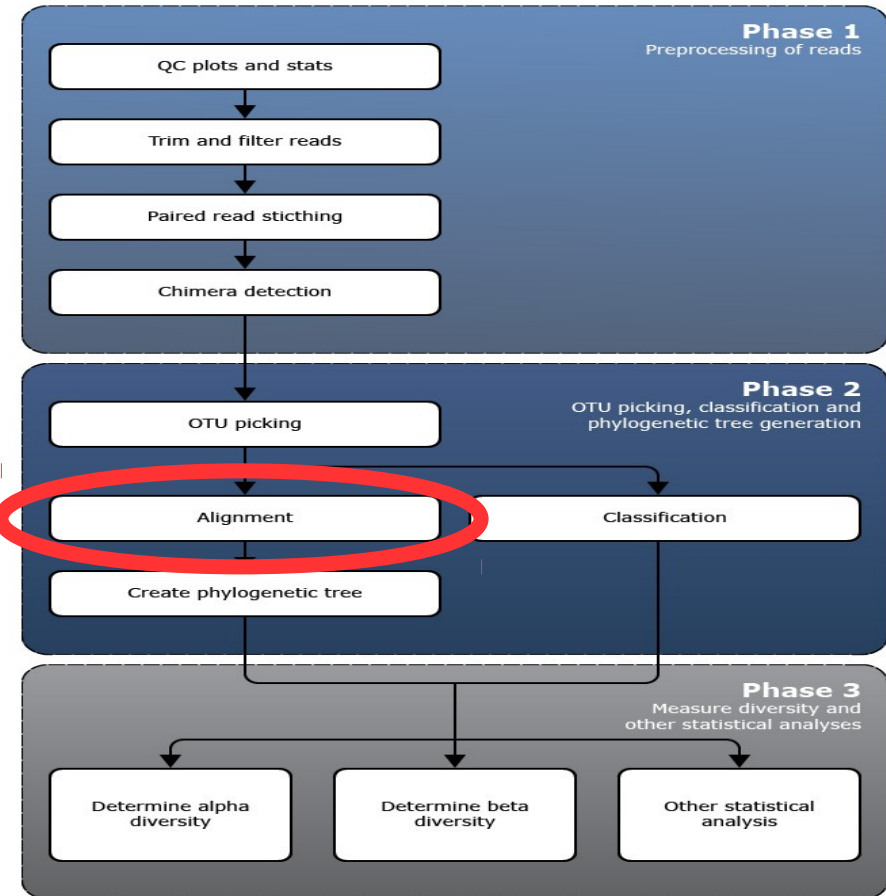 Phase 1
Preprocessing of reads
QC plots and stats
Trim and filter reads
Paired read sticthing
Chimera detection
Phase 2
OTU picking, classification and
phylogenetic tree generation
OTU picking
Alignment
Classification
Create phylogenetic tree
Phase 3
Measure diversity and
other statistical analyses
Determine alpha
diversity
Determine beta
diversity
Other statistical
analysis